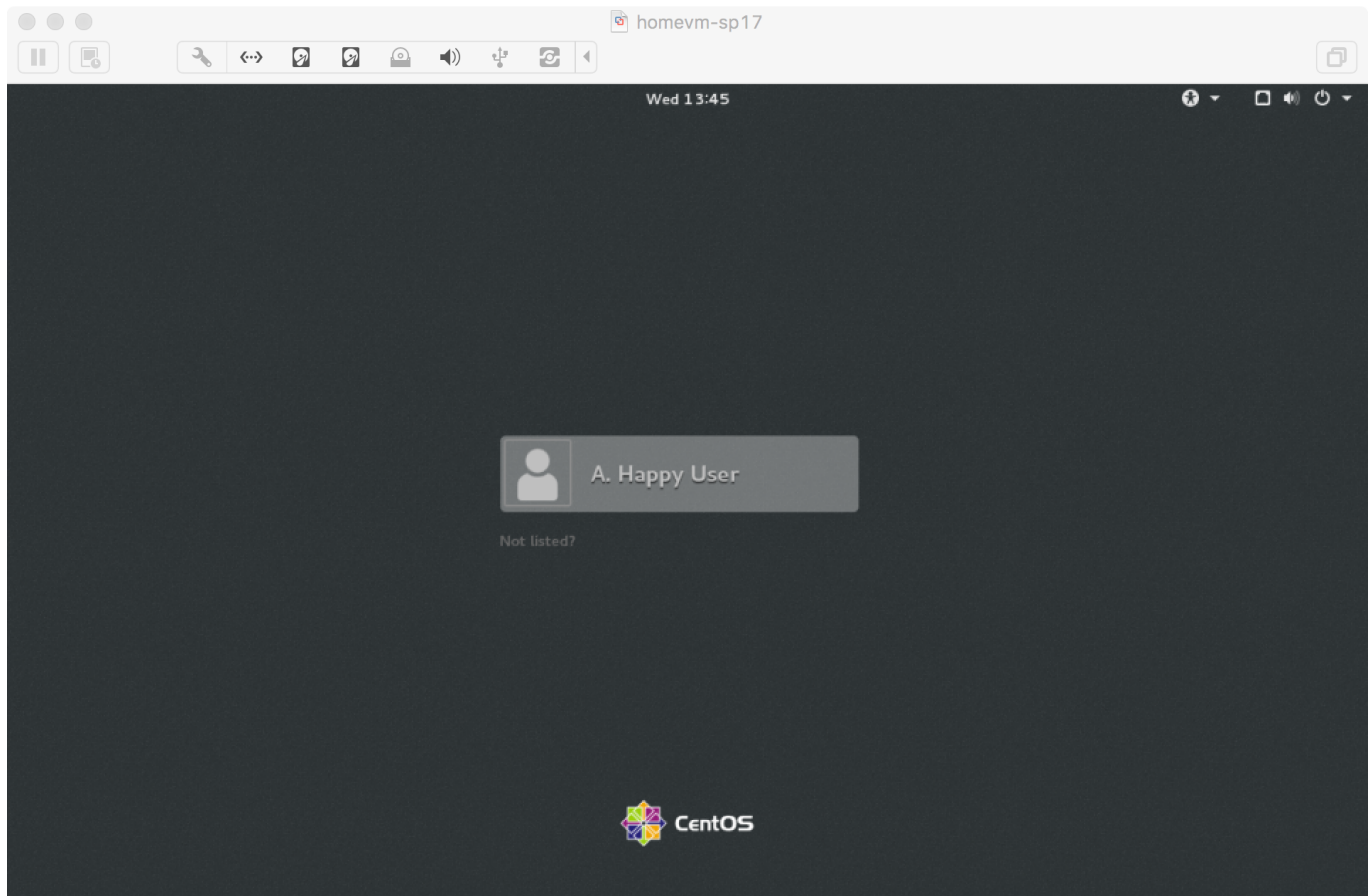 homevm-sp17
Wed 13:45
A. Happy User
Not listed?
CentOS